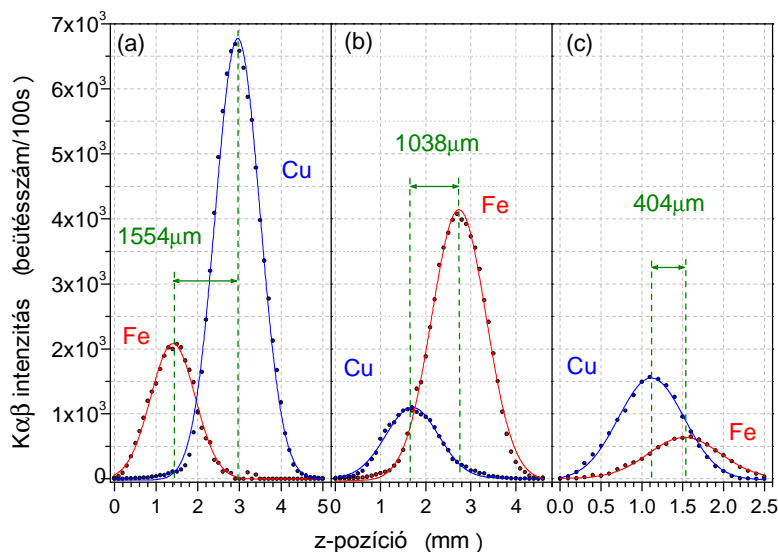 Kαβ intenzitás (beütésszám/100s)
7x10³
6x10³
5x10³
4x10³
3x10³
2x10³
1x10³
0
(a)
Cu
1554μm
Fe
0 1 2 3 4 5
(b)
1038μm
Fe
Cu
0 1 2 3 4
(c)
404μm
Cu
Fe
0.0 0.5 1.0 1.5 2.0 2.5
z-pozíció (mm)